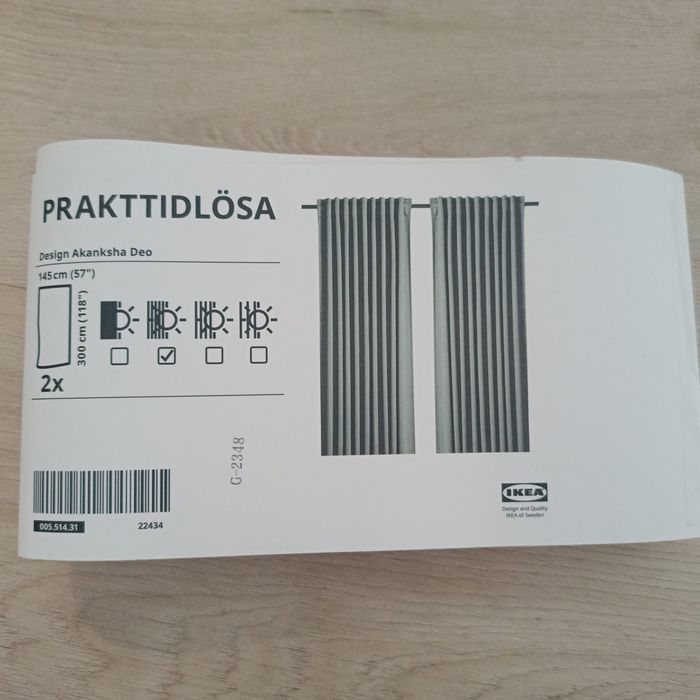 PRAKTTIDLÖSA
Design Akanksha Deo
145 cm (57")
300 cm (118")
2x
G-2348
005.514.31
22434
IKEA
Design and Quality
IKEA of Sweden